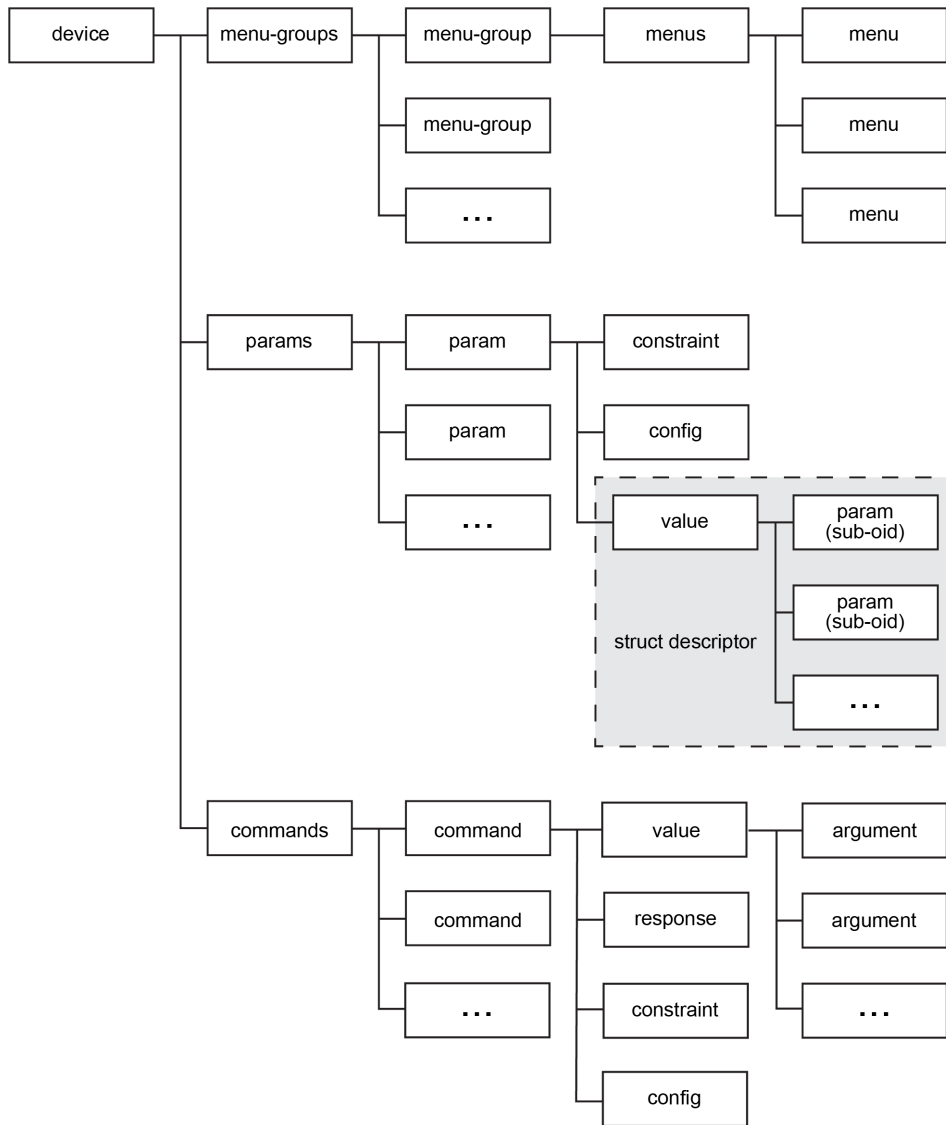 device
menu-groups
menu-group
menus
menu
menu-group
menu
...
menu
params
param
constraint
param
config
...
value
param
(sub-oid)
param
(sub-oid)
struct descriptor
...
commands
command
value
argument
command
response
argument
...
constraint
...
config